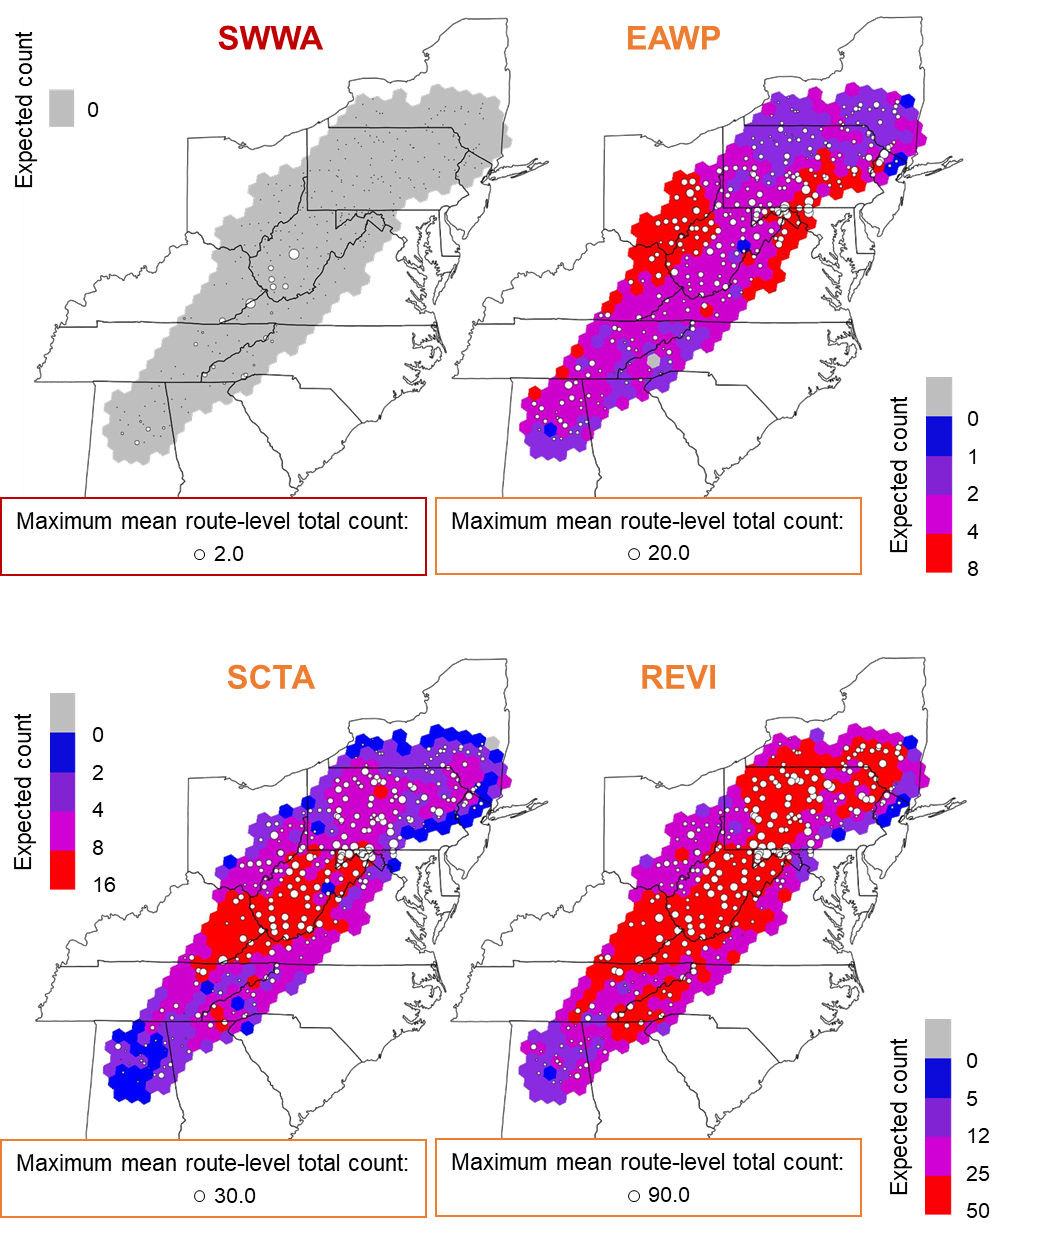 SWWA
EAWP
Expected count
0
Expected count
0
1
2
4
8
Maximum mean route-level total count:
2.0
Maximum mean route-level total count:
20.0
SCTA
REVI
Expected count
0
2
4
8
16
Expected count
0
5
12
25
50
Maximum mean route-level total count:
30.0
Maximum mean route-level total count:
90.0